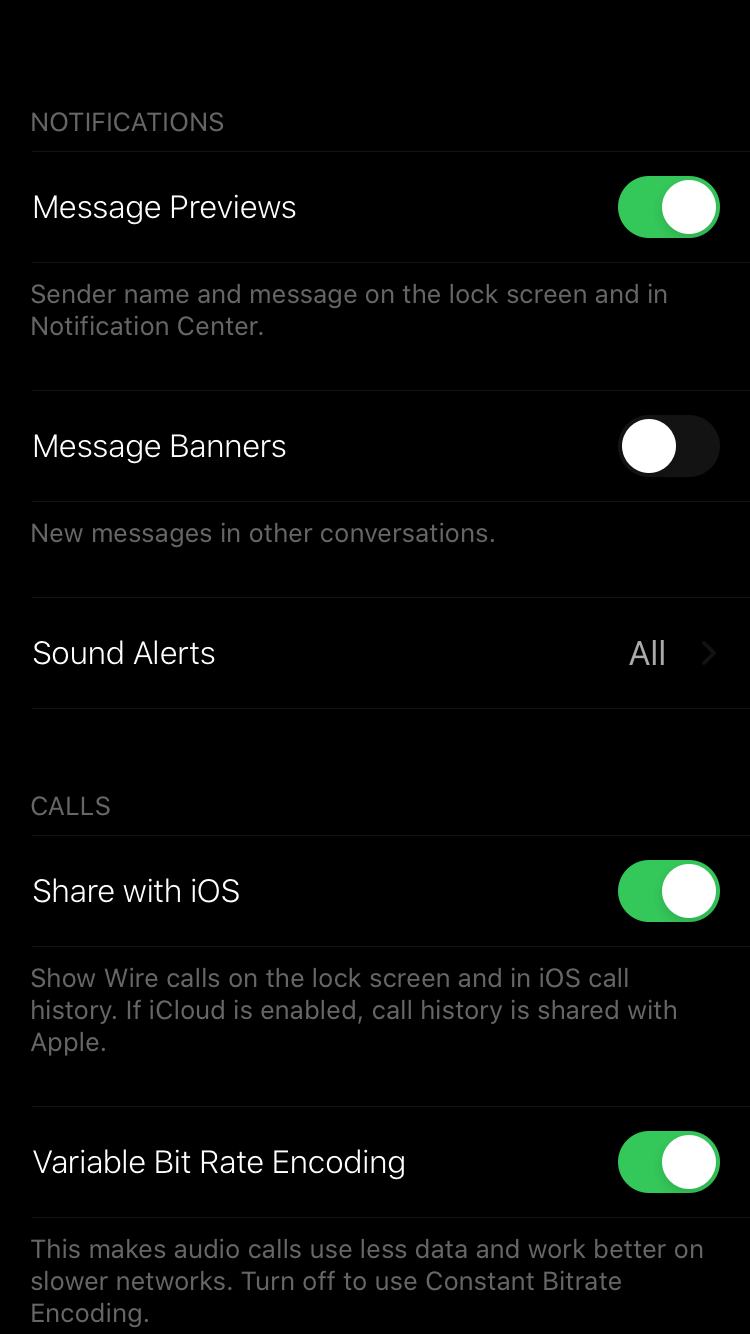 NOTIFICATIONS
Message Previews
Sender name and message on the lock screen and in
Notification Center.
Message Banners
New messages in other conversations.
Sound Alerts All
CALLS
Share with iOS
Show Wire calls on the lock screen and in iOS call
history. If iCloud is enabled, call history is shared with
Apple.
Variable Bit Rate Encoding
This makes audio calls use less data and work better on
slower networks. Turn off to use Constant Bitrate
Encoding.